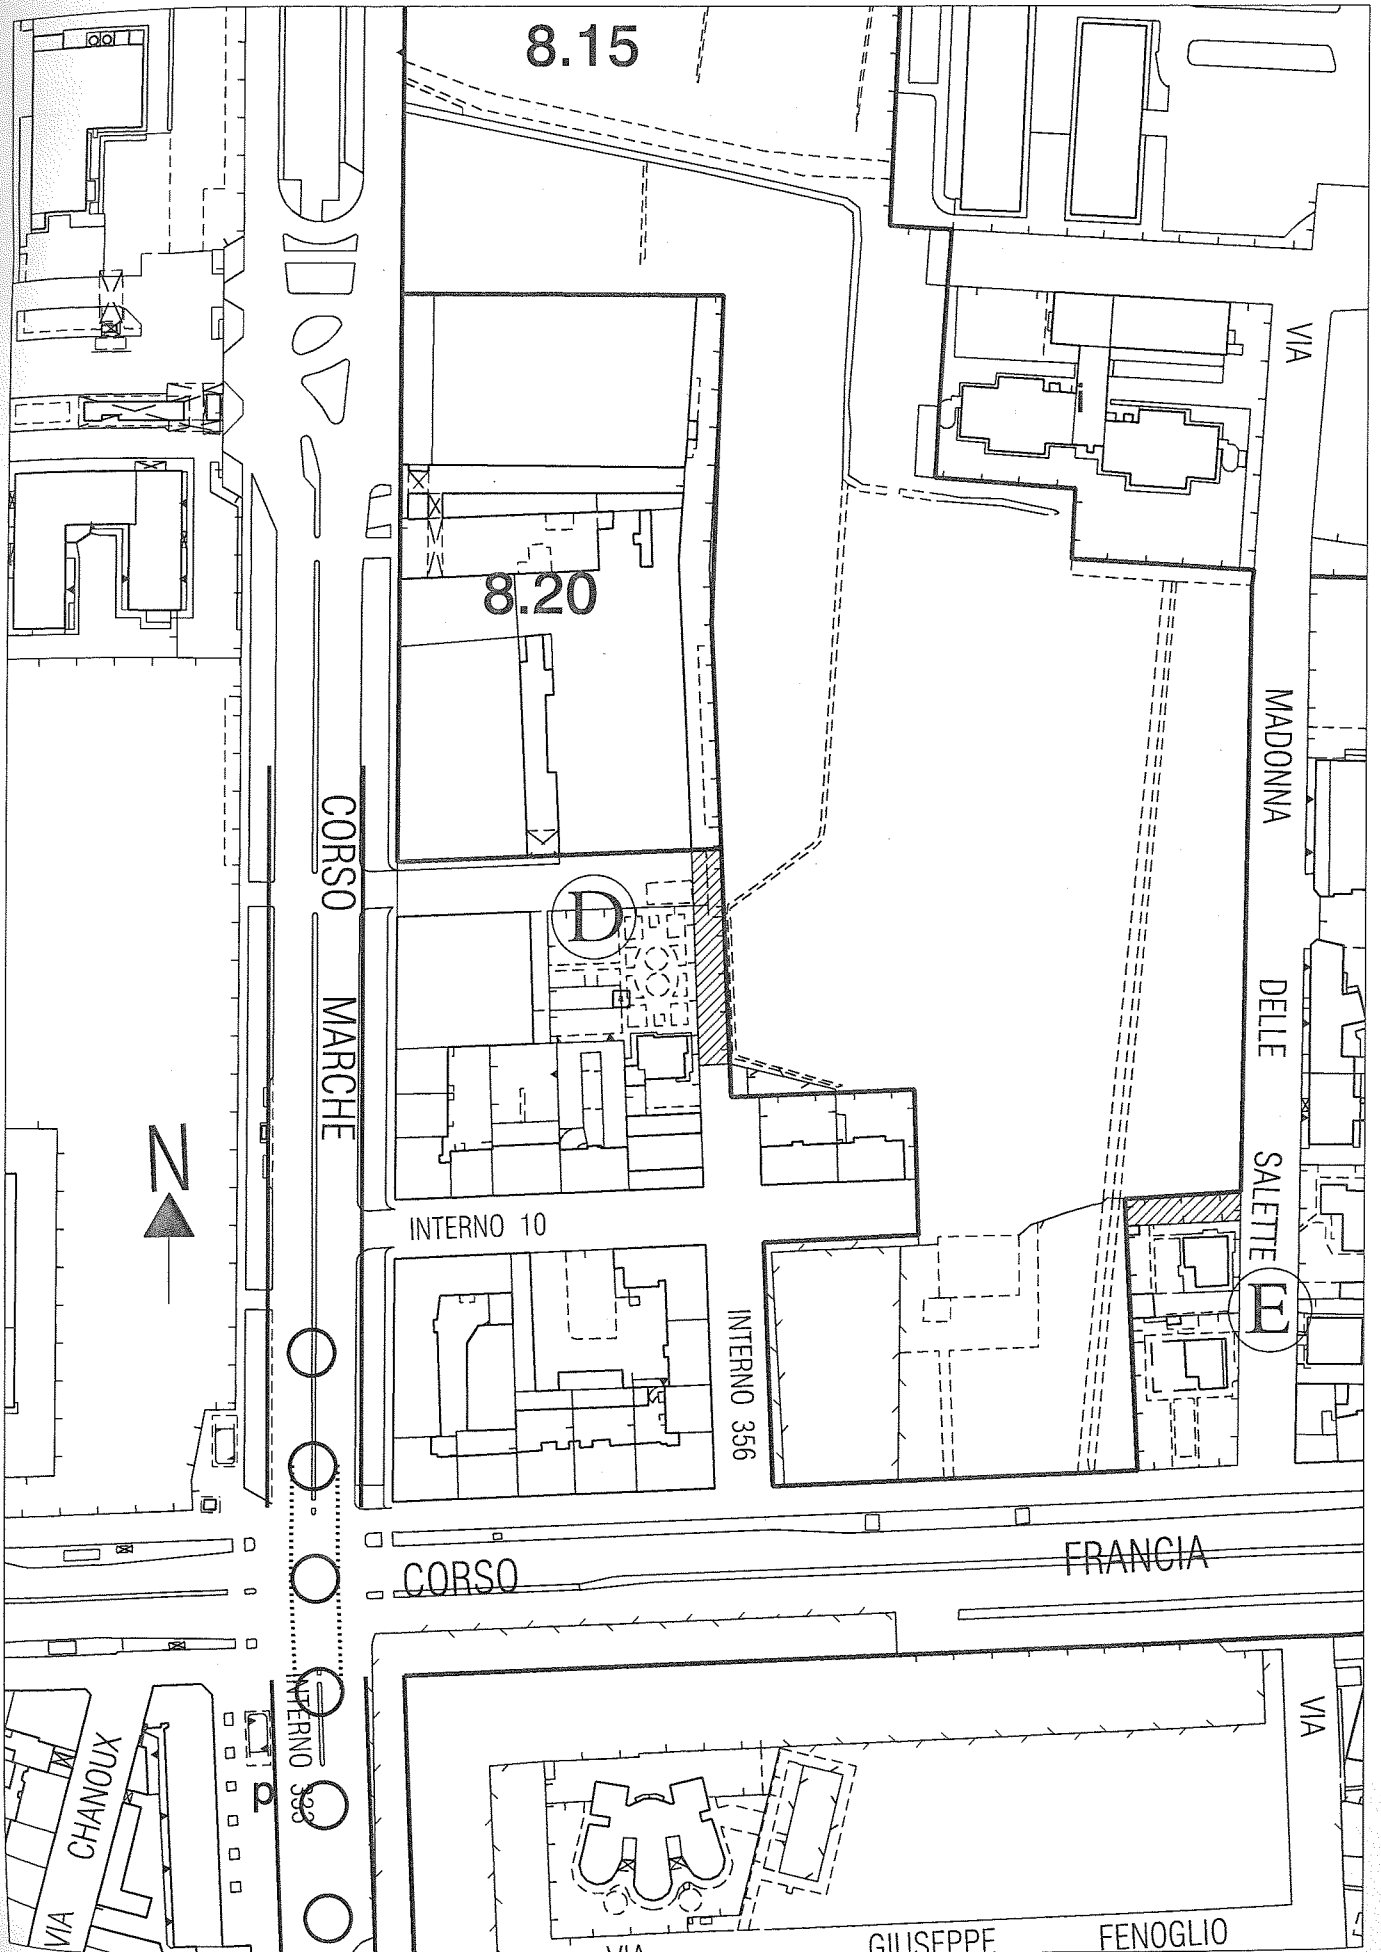 8.15
VIA
8.20
MADONNA
CORSO
D
DELLE
MARCHE
N
SALETTE
INTERNO 10
E
INTERNO 356
CORSO
FRANCIA
INTERNO 333
VIA
CHANOUX
VIA
p
VIA
GIUSEPPE
FENOGLIO